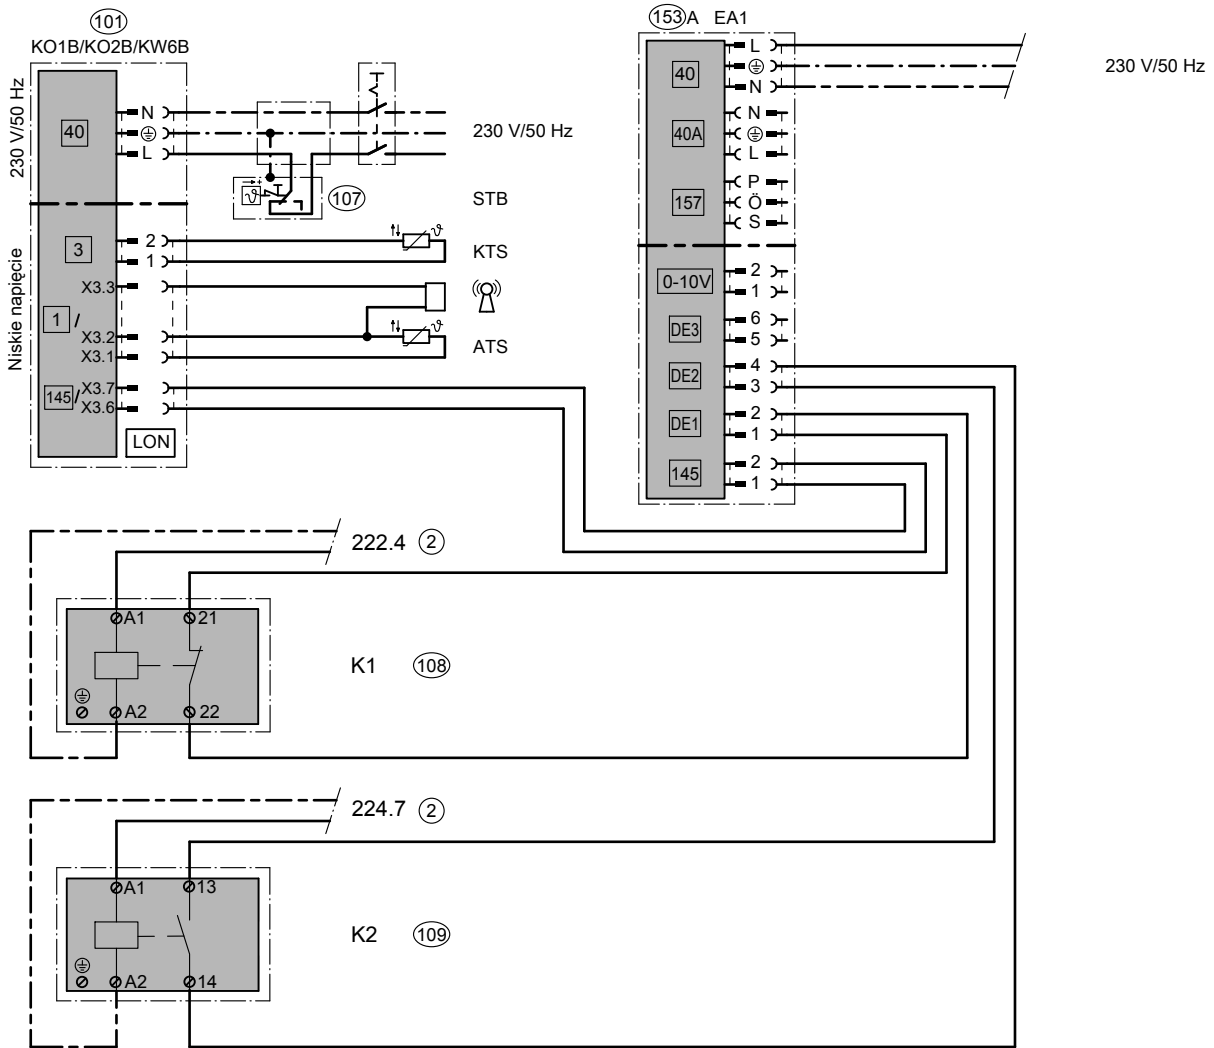 101
KO1B/KO2B/KW6B
230 V/50 Hz
Niskie napięcie
40
N
L
230 V/50 Hz
107
STB
3
2
1
KTS
X3.3
1 /
X3.2
X3.1
ATS
145 / X3.7
X3.6
LON
153 A EA1
40
L
N
230 V/50 Hz
40A
N
L
157
P
Ö
S
0-10V
2
1
DE3
6
5
DE2
4
3
DE1
2
1
145
2
1
222.4 2
A1 21
K1 108
A2 22
224.7 2
A1 13
K2 109
A2 14